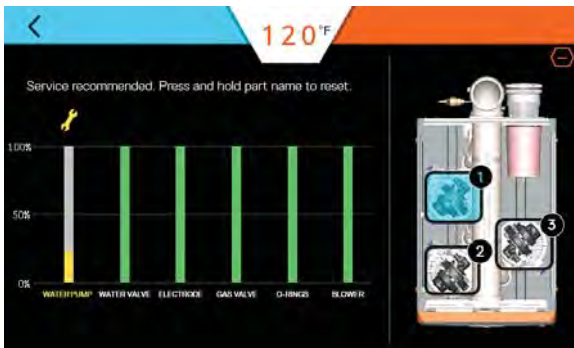 120°F
Service recommended. Press and hold part name to reset.
100%
50%
0%
WATER PUMP WATER VALVE ELECTRODE GAS VALVE O-RINGS BLOWER
1
3
2